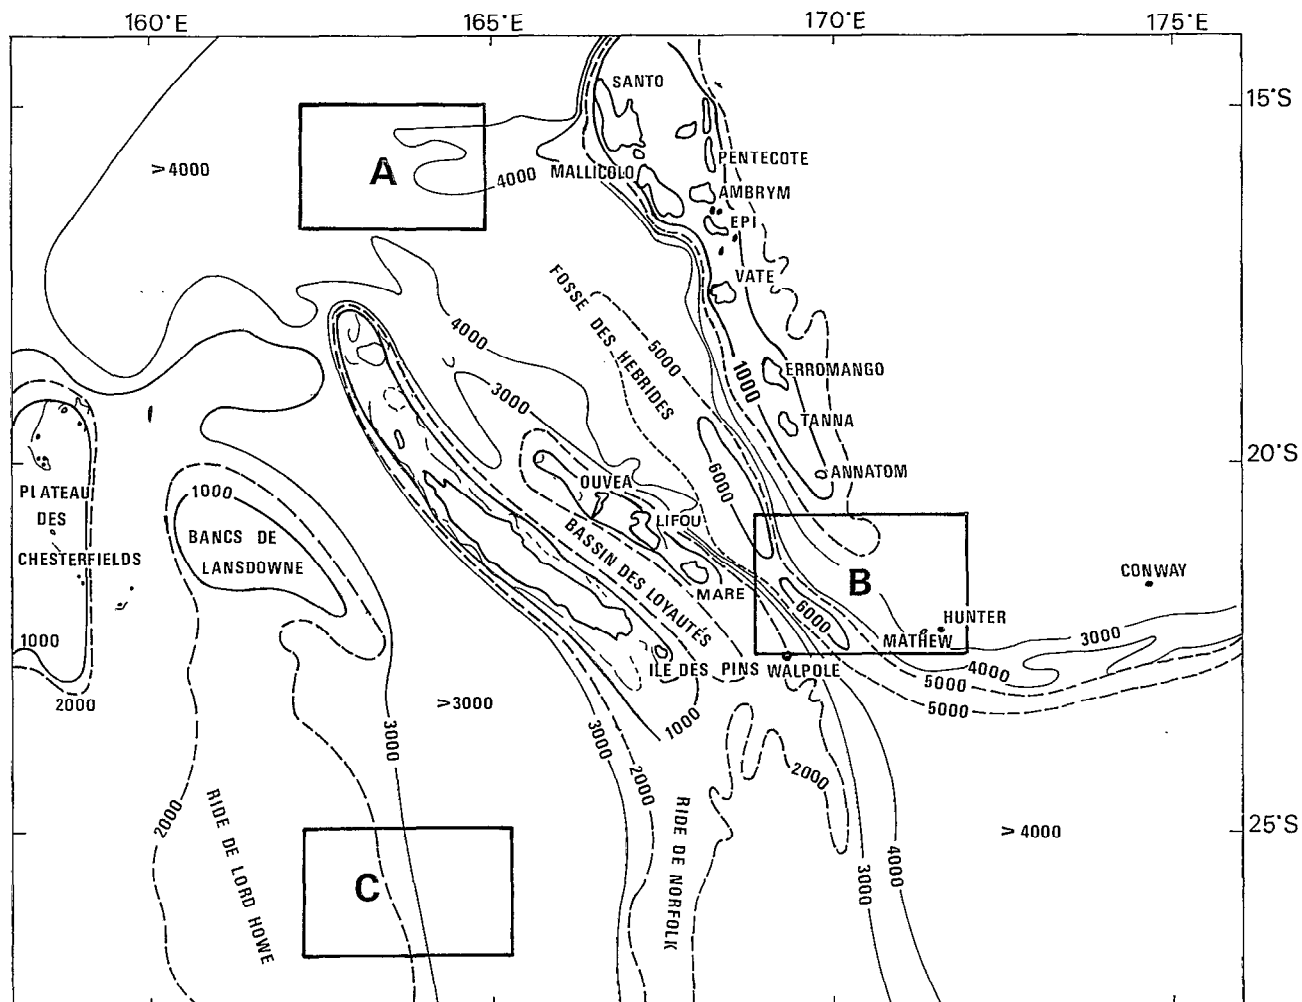 160°E
165°E
170°E
175°E
SANTO
15°S
PENTECOTE
A
>4000
4000
MALLICOLO
AMBRYM
EPI
VATE
FOSSE DES HEBRIDES
4000
5000
1000
ERROMANGO
3000
TANNA
20°S
ANNATOM
6000
OUVEA
PLATEAU
DES
CHESTERFIELDS
1000
BANCS DE
LANSDOWNE
LIFOU
BASSIN DES LOYAUTÉS
MARE
B
CONWAY
6000
HUNTER
MATHEW
3000
1000
4000
ILE DES PINS
WALPOLE
5000
5000
2000
>3000
1000
3000
3000
2000
2000
2000
RIDE DE LORD HOWE
RIDE DE NORFOLK
25°S
>4000
4000
3000
C